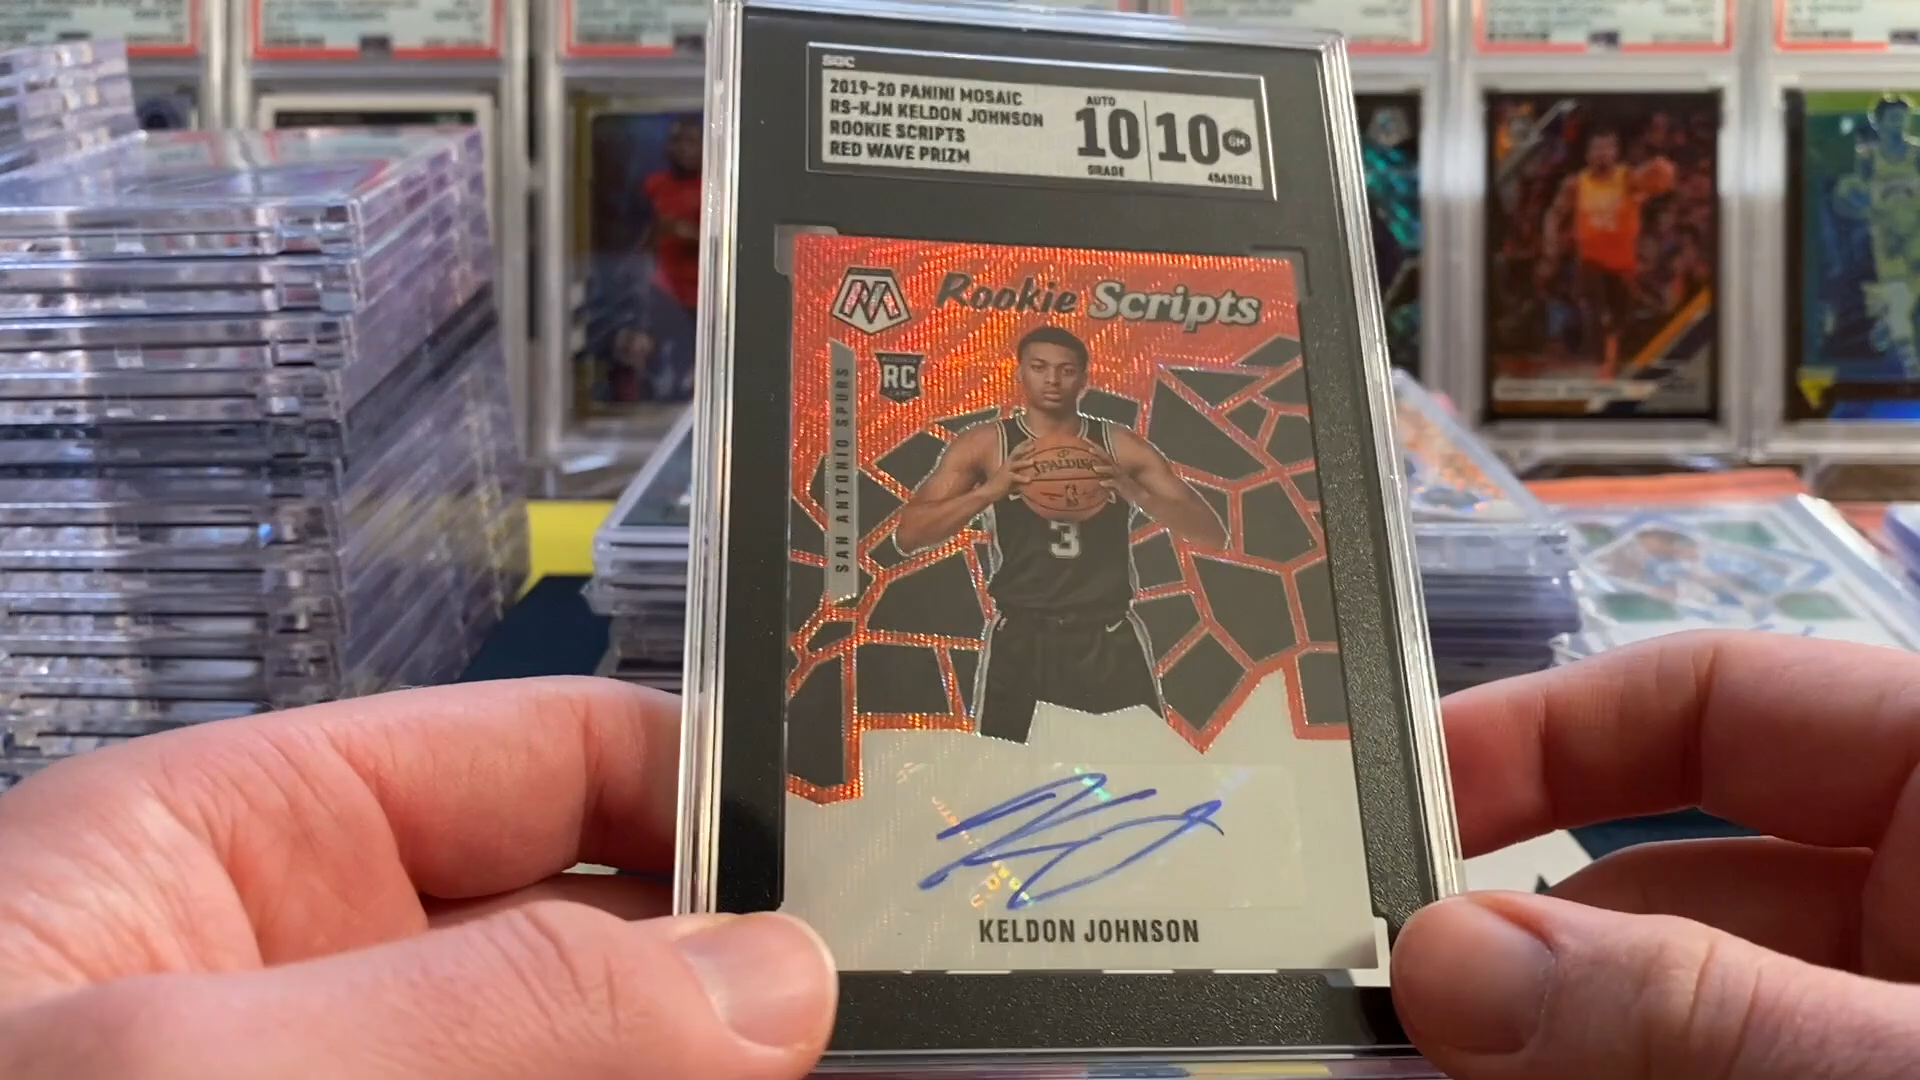 SGC
2019-20 PANINI MOSAIC
RS-KJN KELDON JOHNSON
ROOKIE SCRIPTS
RED WAVE PRIZM
AUTO
10
GRADE
10 GM
4543032
Rookie Scripts
RC
SAN ANTONIO SPURS
SPALDING
3
KELDON JOHNSON